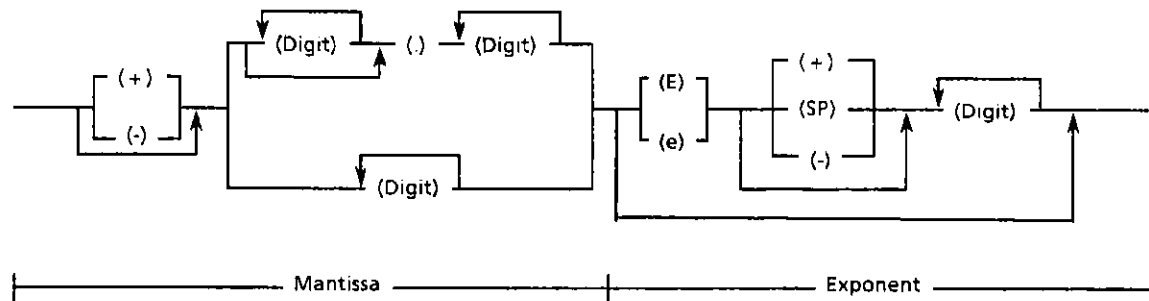 (Digit) (.) (Digit)
(+) (E) (+)
(SP) (Digit)
(-) (e) (-)
(Digit)
Mantissa Exponent